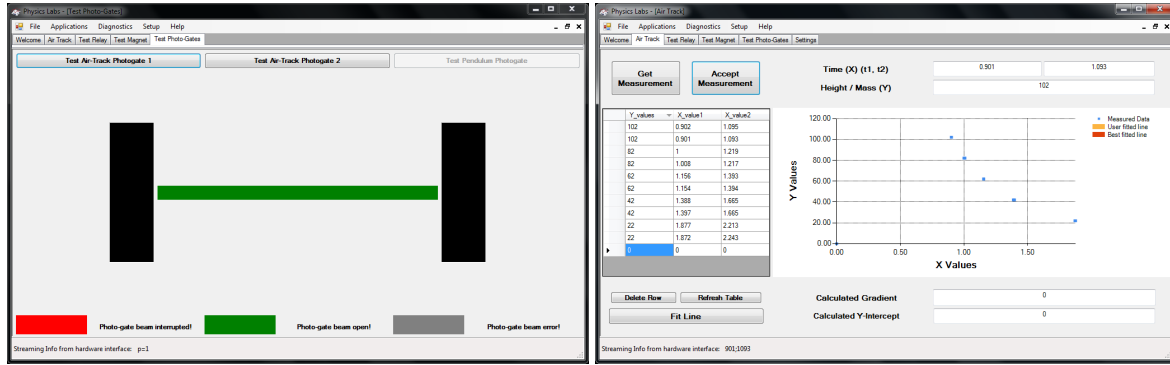 Physics Labs - [Test Photo-Gates]
File Applications Diagnostics Setup Help
Welcome Air Track Test Relay Test Magnet Test Photo-Gates
Test Air-Track Photogate 1 Test Air-Track Photogate 2 Test Pendulum Photogate
Photo-gate beam interrupted! Photo-gate beam open! Photo-gate beam error!
Streaming Info from hardware interface: p=1
Physics Labs - [Air Track]
File Applications Diagnostics Setup Help
Welcome Air Track Test Relay Test Magnet Test Photo-Gates Settings
Get Measurement
Accept Measurement
Time (X) (t1, t2) 0.901 1.093
Height / Mass (Y) 102
Y_values X_value1 X_value2
102 0.902 1.095
102 0.901 1.093
82 1 1.219
82 1.008 1.217
62 1.156 1.393
62 1.154 1.394
42 1.388 1.665
42 1.397 1.665
22 1.877 2.213
22 1.872 2.243
0 0 0
120.00
100.00
80.00
60.00
40.00
20.00
0.00
Y Values
0.00 0.50 1.00 1.50
X Values
Measured Data
User fitted line
Best fitted line
Delete Row Refresh Table
Fit Line
Calculated Gradient 0
Calculated Y-Intercept 0
Streaming Info from hardware interface: 901;1093